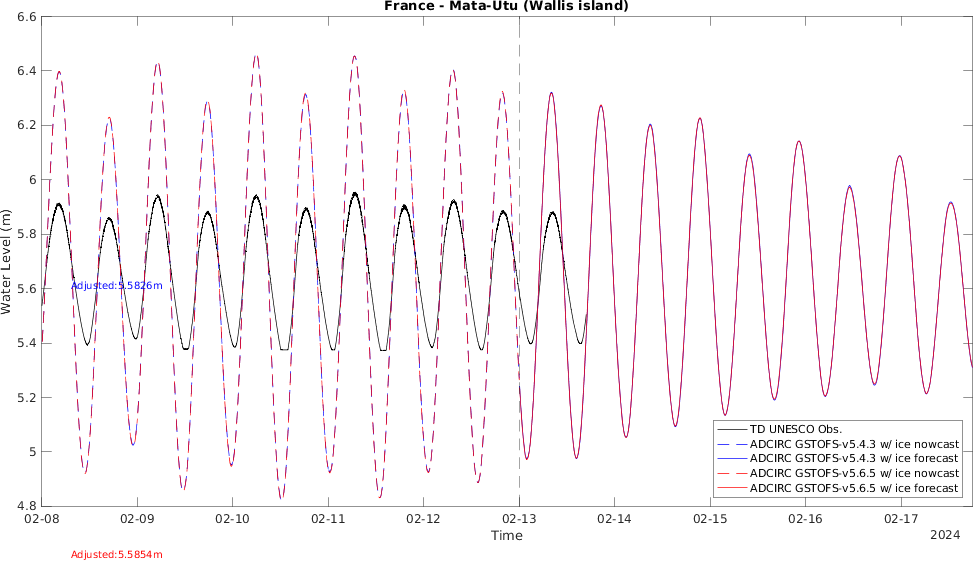 France - Mata-Utu (Wallis island)
6.6
6.4
6.2
6
5.8
5.6
5.4
5.2
5
4.8
Water Level (m)
Adjusted:5.5826m
TD UNESCO Obs.
ADCIRC GSTOFS-v5.4.3 w/ ice nowcast
ADCIRC GSTOFS-v5.4.3 w/ ice forecast
ADCIRC GSTOFS-v5.6.5 w/ ice nowcast
ADCIRC GSTOFS-v5.6.5 w/ ice forecast
02-08 02-09 02-10 02-11 02-12 02-13 02-14 02-15 02-16 02-17
Time
2024
Adjusted:5.5854m